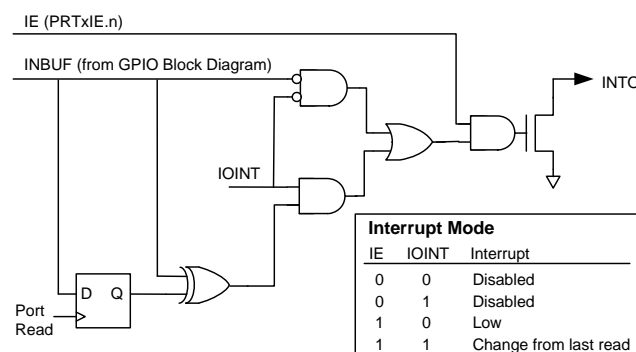 IE (PRTxIE.n)
INBUF (from GPIO Block Diagram)
INTO
IOINT
D Q
Port
Read
Interrupt Mode
IE IOINT Interrupt
0 0 Disabled
0 1 Disabled
1 0 Low
1 1 Change from last read